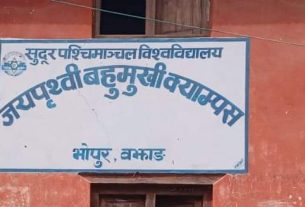 सुदूर पश्चिमाञ्चल विश्वविद्यालय
जयपृथ्वी बहुमुखी क्याम्पस
भोपुर, बझाङ